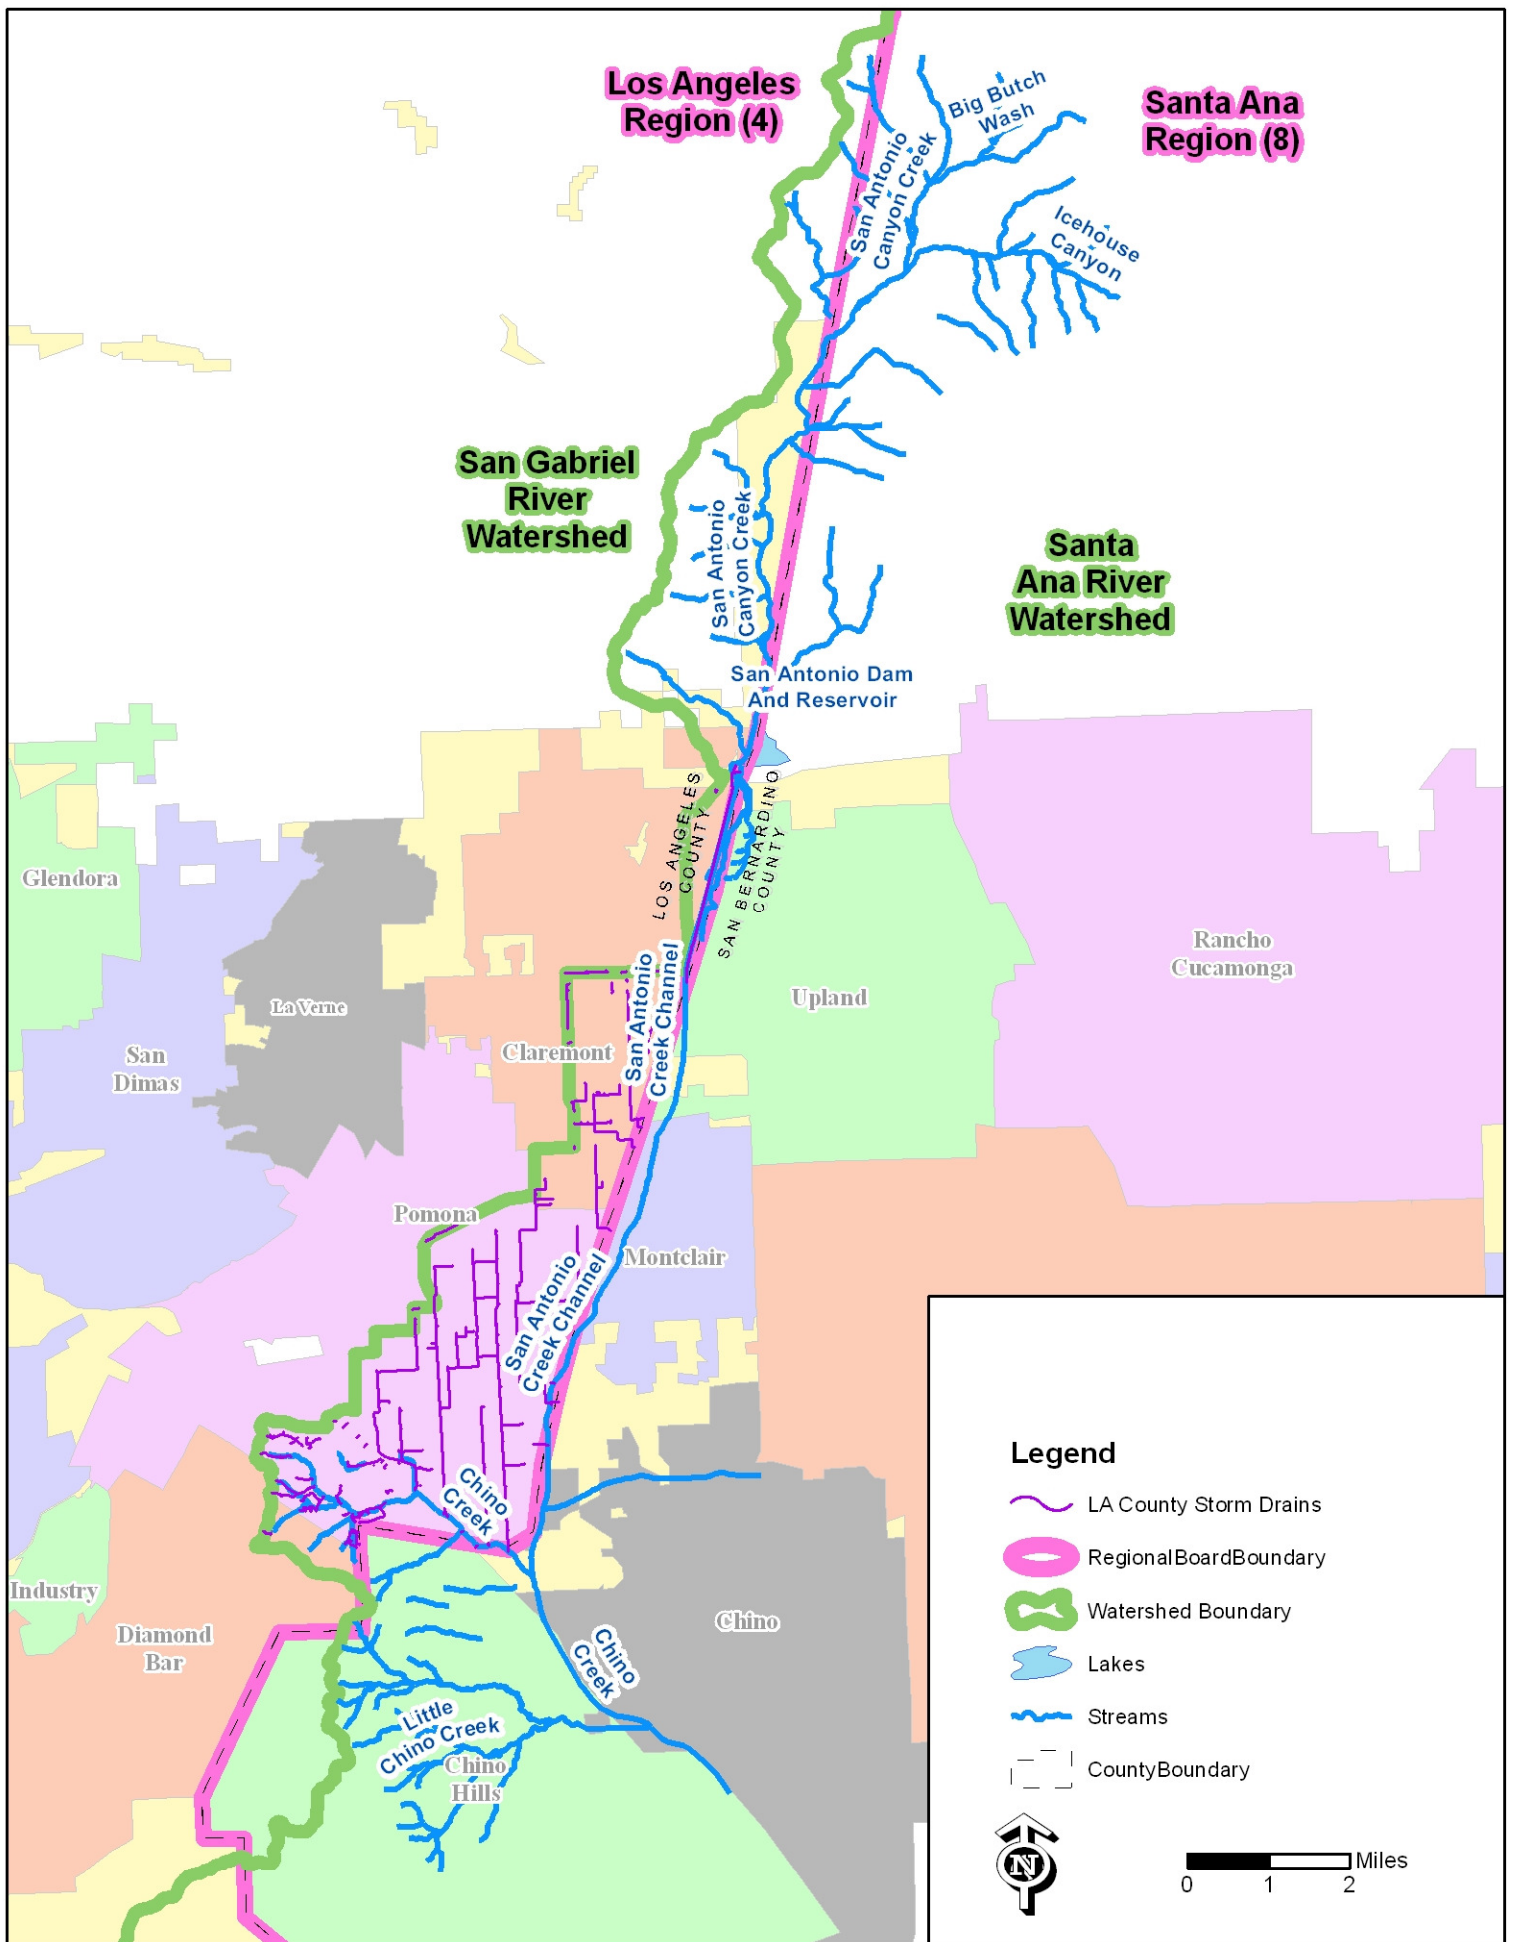 Los Angeles
Region (4)
Santa Ana
Region (8)
Big Butch
Wash
San Antonio
Canyon Creek
Icehouse
Canyon
San Gabriel
River
Watershed
San Antonio
Canyon Creek
Santa
Ana River
Watershed
San Antonio Dam
And Reservoir
LOS ANGELES
COUNTY
SAN BERNARDINO
COUNTY
Glendora
Rancho
Cucamonga
La Verne
Upland
San
Dimas
Claremont
San Antonio
Creek Channel
Pomona
Montclair
San Antonio
Creek Channel
Chino
Creek
Industry
Diamond
Bar
Chino
Chino
Creek
Little
Chino Creek
Chino
Hills
Legend
LA County Storm Drains
RegionalBoardBoundary
Watershed Boundary
Lakes
Streams
CountyBoundary
N
Miles
0 1 2